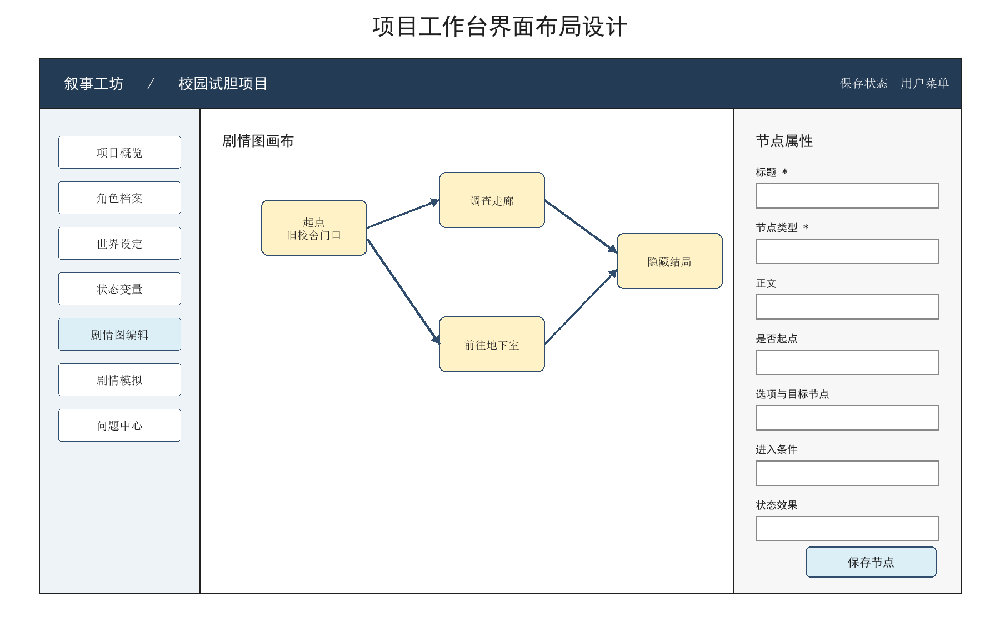 项目工作台界面布局设计
叙事工坊 / 校园试胆项目
保存状态 用户菜单
项目概览
角色档案
世界设定
状态变量
剧情图编辑
剧情模拟
问题中心
剧情图画布
起点
旧校舍门口
调查走廊
前往地下室
隐藏结局
节点属性
标题 *
节点类型 *
正文
是否起点
选项与目标节点
进入条件
状态效果
保存节点